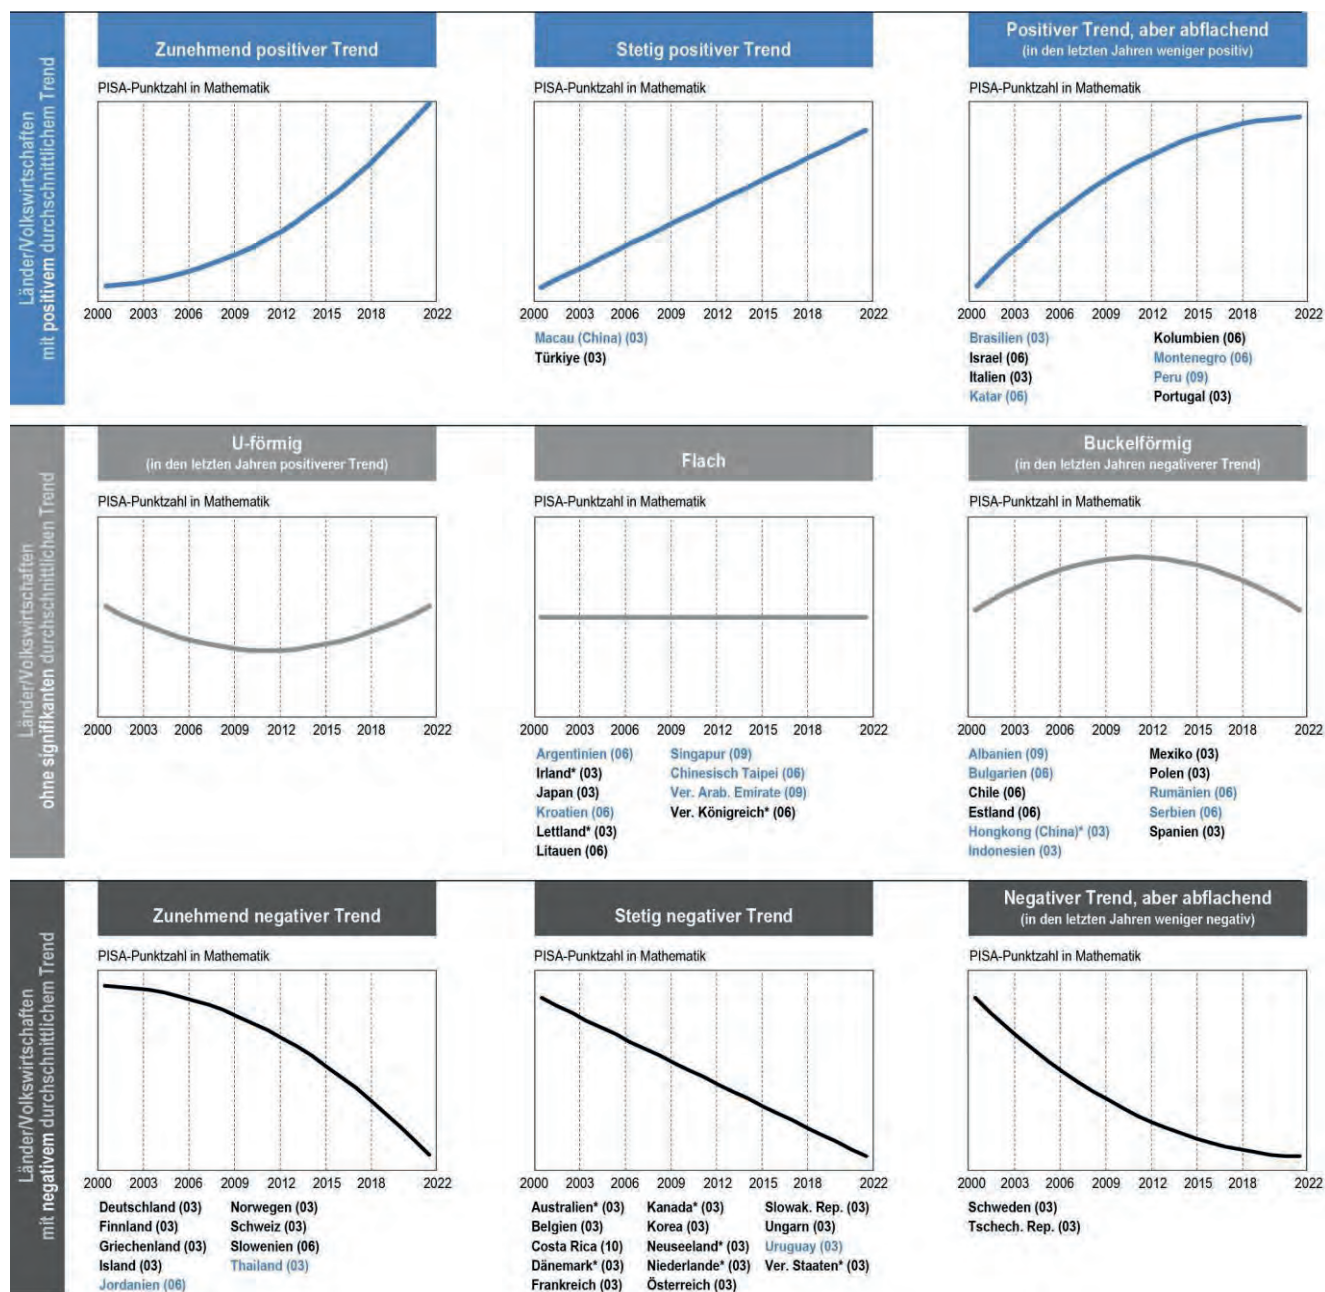 Länder/Volkswirtschaften
mit positivem durchschnittlichem Trend
Zunehmend positiver Trend
PISA-Punktzahl in Mathematik
2000 2003 2006 2009 2012 2015 2018 2022
Stetig positiver Trend
PISA-Punktzahl in Mathematik
2000 2003 2006 2009 2012 2015 2018 2022
Macau (China) (03)
Türkiye (03)
Positiver Trend, aber abflachend
(in den letzten Jahren weniger positiv)
PISA-Punktzahl in Mathematik
2000 2003 2006 2009 2012 2015 2018 2022
Brasilien (03) Kolumbien (06)
Israel (06) Montenegro (06)
Italien (03) Peru (09)
Katar (06) Portugal (03)
Länder/Volkswirtschaften
ohne signifikanten durchschnittlichen Trend
U-förmig
(in den letzten Jahren positiverer Trend)
PISA-Punktzahl in Mathematik
2000 2003 2006 2009 2012 2015 2018 2022
Flach
PISA-Punktzahl in Mathematik
2000 2003 2006 2009 2012 2015 2018 2022
Argentinien (06) Singapur (09)
Irland* (03) Chinesisch Taipei (06)
Japan (03) Ver. Arab. Emirate (09)
Kroatien (06) Ver. Königreich* (06)
Lettland* (03)
Litauen (06)
Buckelförmig
(in den letzten Jahren negativerer Trend)
PISA-Punktzahl in Mathematik
2000 2003 2006 2009 2012 2015 2018 2022
Albanien (09) Mexiko (03)
Bulgarien (06) Polen (03)
Chile (06) Rumänien (06)
Estland (06) Serbien (06)
Hongkong (China)* (03) Spanien (03)
Indonesien (03)
Länder/Volkswirtschaften
mit negativem durchschnittlichem Trend
Zunehmend negativer Trend
PISA-Punktzahl in Mathematik
2000 2003 2006 2009 2012 2015 2018 2022
Deutschland (03) Norwegen (03)
Finnland (03) Schweiz (03)
Griechenland (03) Slowenien (06)
Island (03) Thailand (03)
Jordanien (06)
Stetig negativer Trend
PISA-Punktzahl in Mathematik
2000 2003 2006 2009 2012 2015 2018 2022
Australien* (03) Kanada* (03) Slowak. Rep. (03)
Belgien (03) Korea (03) Ungarn (03)
Costa Rica (10) Neuseeland* (03) Uruguay (03)
Dänemark* (03) Niederlande* (03) Ver. Staaten* (03)
Frankreich (03) Österreich (03)
Negativer Trend, aber abflachend
(in den letzten Jahren weniger negativ)
PISA-Punktzahl in Mathematik
2000 2003 2006 2009 2012 2015 2018 2022
Schweden (03)
Tschech. Rep. (03)